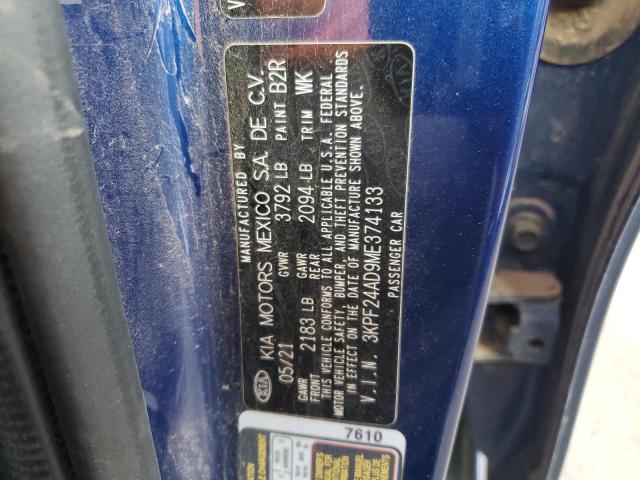 MANUFACTURED BY
KIA KIA MOTORS MEXICO S.A. DE C.V.
05/21 GVWR 3792 LB PAINT B2R
GAWR FRONT 2183 LB GAWR REAR 2094 LB TRIM WK
THIS VEHICLE CONFORMS TO ALL APPLICABLE U.S.A. FEDERAL
MOTOR VEHICLE SAFETY, BUMPER, AND THEFT PREVENTION STANDARDS
IN EFFECT ON THE DATE OF MANUFACTURE SHOWN ABOVE.
V.I.N. 3KPF24AD9ME374133
PASSENGER CAR
7610